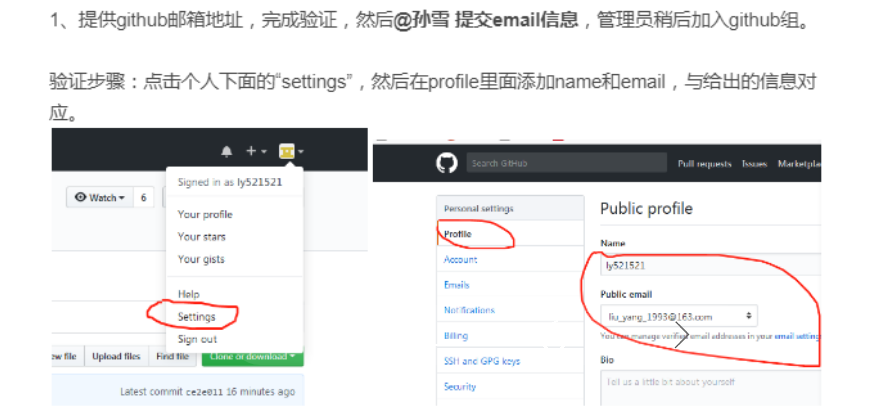 1、提供github邮箱地址，完成验证，然后@孙雪 提交email信息，管理员稍后加入github组。
验证步骤：点击个人下面的“settings”，然后在profile里面添加name和email，与给出的信息对
应。
Signed in as ly521521
Watch
6
Your profile
Your stars
Your gists
Help
Settings
Sign out
ew file
Upload files
Find file
Clone or download
Latest commit ce2e011 16 minutes ago
Search GitHub
Pull requests
Issues
Marketpla
Personal settings
Profile
Account
Emails
Notifications
Billing
SSH and GPG keys
Security
Public profile
Name
ly521521
Public email
liu_yang_1993@163.com
You can manage verified email addresses in your email setting
Bio
Tell us a little bit about yourself